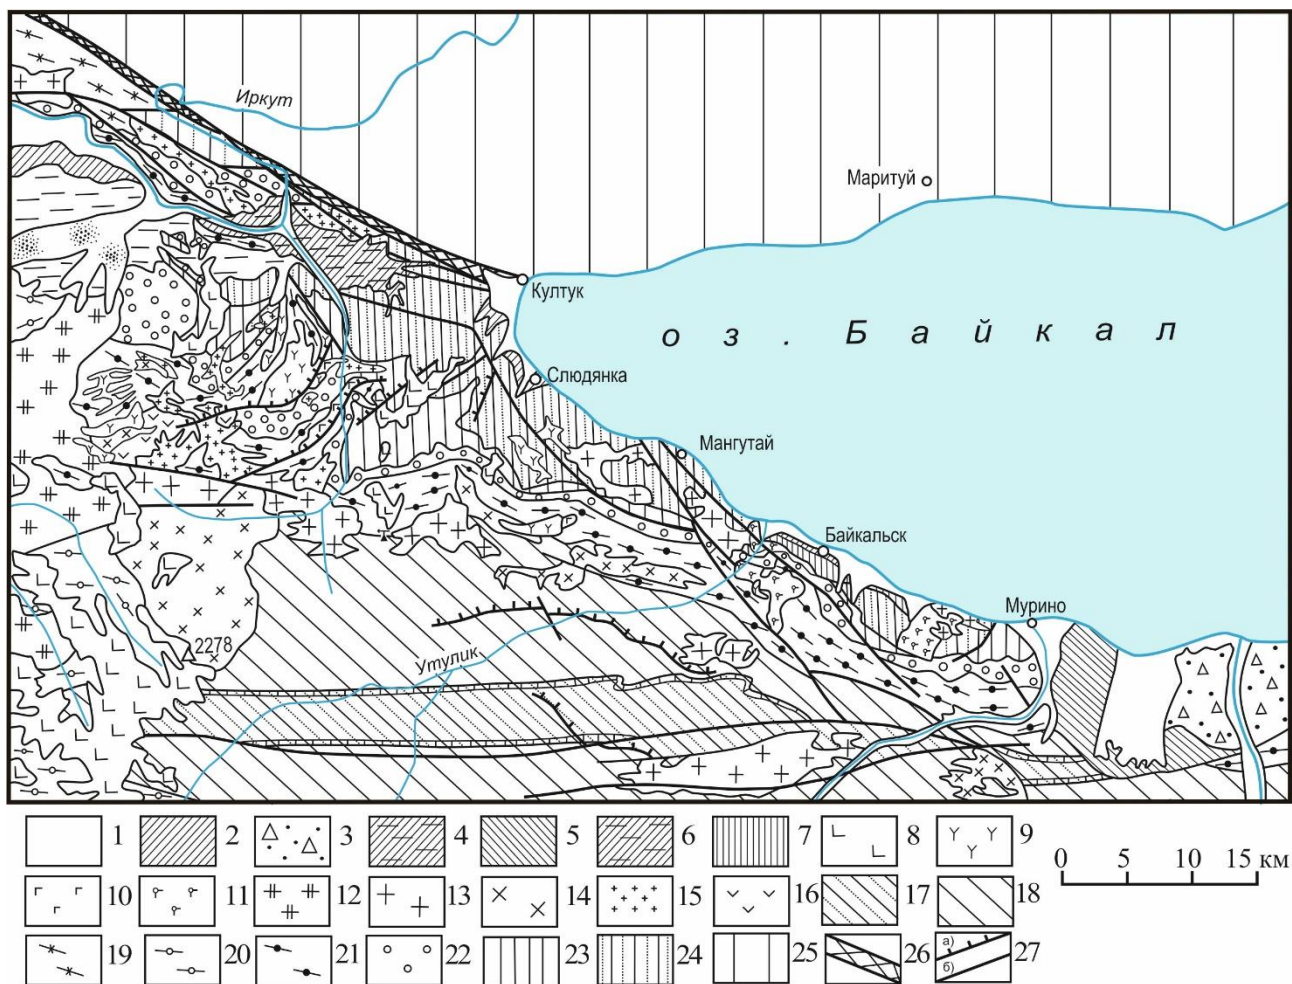 Иркут
Маритуй
Култук
оз. Байкал
Слюдянка
Мангутай
Байкальск
Мурино
2278
Утулик
1 2 3 4 5 6 7 8 9
0 5 10 15 км
10 11 12 13 14 15 16 17 18
19 20 21 22 23 24 25 26 а) б) 27